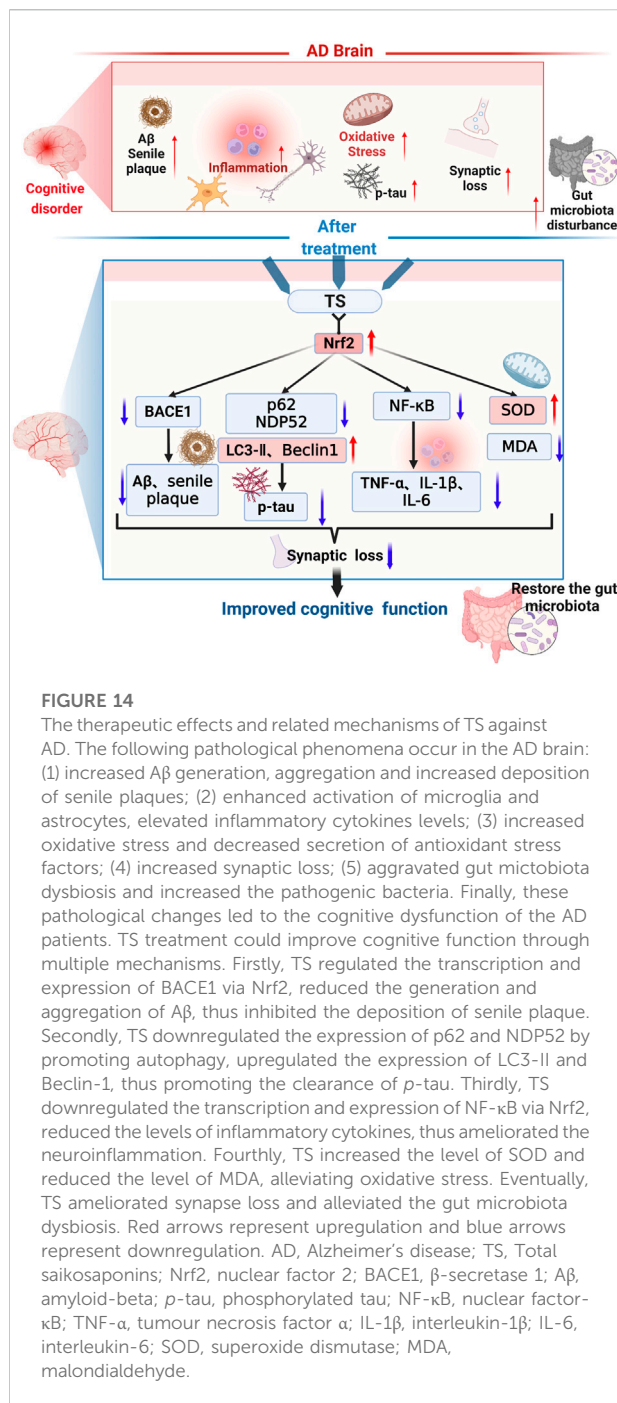 AD Brain
Aβ
Senile
plaque
Inflammation
Oxidative
Stress
p-tau
Synaptic
loss
Cognitive
disorder
Gut
microbiota
disturbance
After
treatment
TS
Nrf2
BACE1
p62
NDP52
NF-κB
SOD
LC3-II、Beclin1
MDA
Aβ、senile
plaque
p-tau
TNF-α、IL-1β、
IL-6
Synaptic loss
Improved cognitive function
Restore the gut
microbiota
FIGURE 14
The therapeutic effects and related mechanisms of TS against
AD. The following pathological phenomena occur in the AD brain:
(1) increased Aβ generation, aggregation and increased deposition
of senile plaques; (2) enhanced activation of microglia and
astrocytes, elevated inflammatory cytokines levels; (3) increased
oxidative stress and decreased secretion of antioxidant stress
factors; (4) increased synaptic loss; (5) aggravated gut mictobiota
dysbiosis and increased the pathogenic bacteria. Finally, these
pathological changes led to the cognitive dysfunction of the AD
patients. TS treatment could improve cognitive function through
multiple mechanisms. Firstly, TS regulated the transcription and
expression of BACE1 via Nrf2, reduced the generation and
aggregation of Aβ, thus inhibited the deposition of senile plaque.
Secondly, TS downregulated the expression of p62 and NDP52 by
promoting autophagy, upregulated the expression of LC3-II and
Beclin-1, thus promoting the clearance of p-tau. Thirdly, TS
downregulated the transcription and expression of NF-κB via Nrf2,
reduced the levels of inflammatory cytokines, thus ameliorated the
neuroinflammation. Fourthly, TS increased the level of SOD and
reduced the level of MDA, alleviating oxidative stress. Eventually,
TS ameliorated synapse loss and alleviated the gut microbiota
dysbiosis. Red arrows represent upregulation and blue arrows
represent downregulation. AD, Alzheimer's disease; TS, Total
saikosaponins; Nrf2, nuclear factor 2; BACE1, β-secretase 1; Aβ,
amyloid-beta; p-tau, phosphorylated tau; NF-κB, nuclear factor-
κB; TNF-α, tumour necrosis factor α; IL-1β, interleukin-1β; IL-6,
interleukin-6; SOD, superoxide dismutase; MDA,
malondialdehyde.